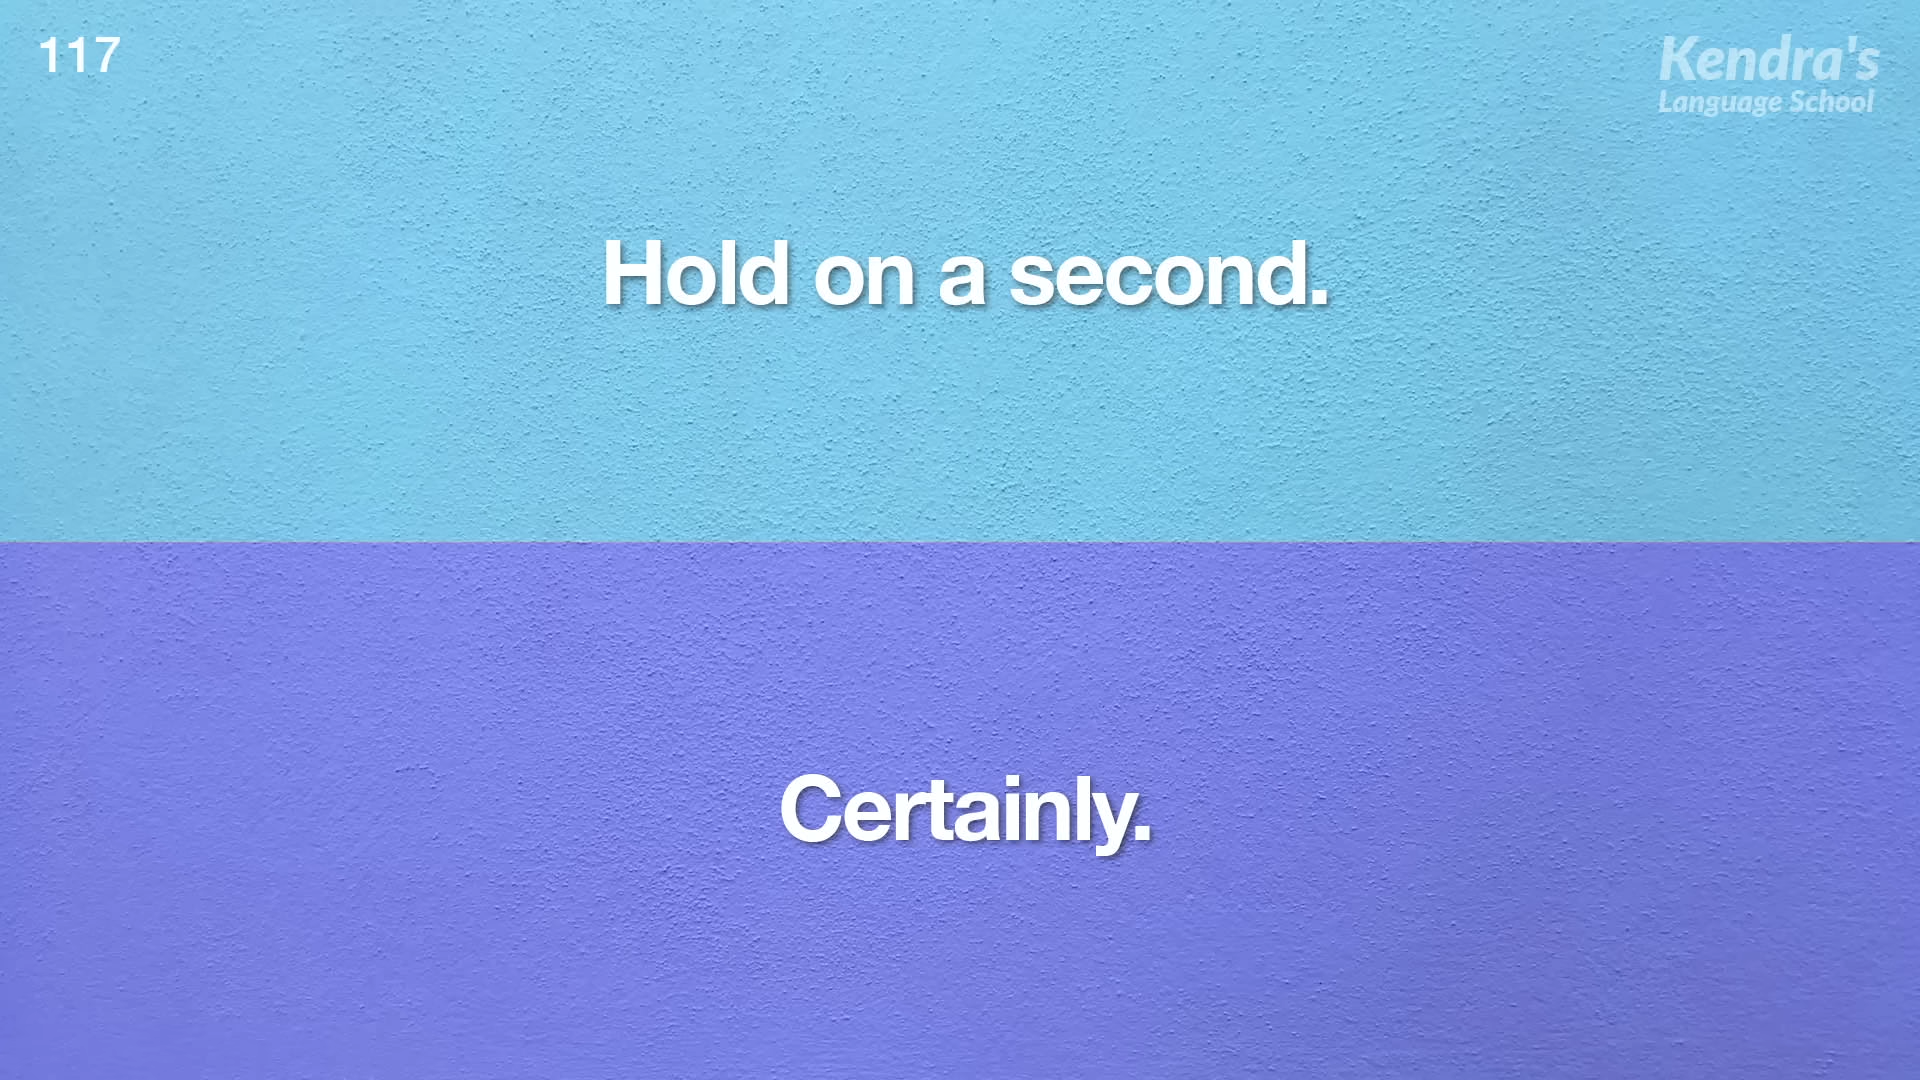 117
Kendra's
Language School
Hold on a second.
Certainly.